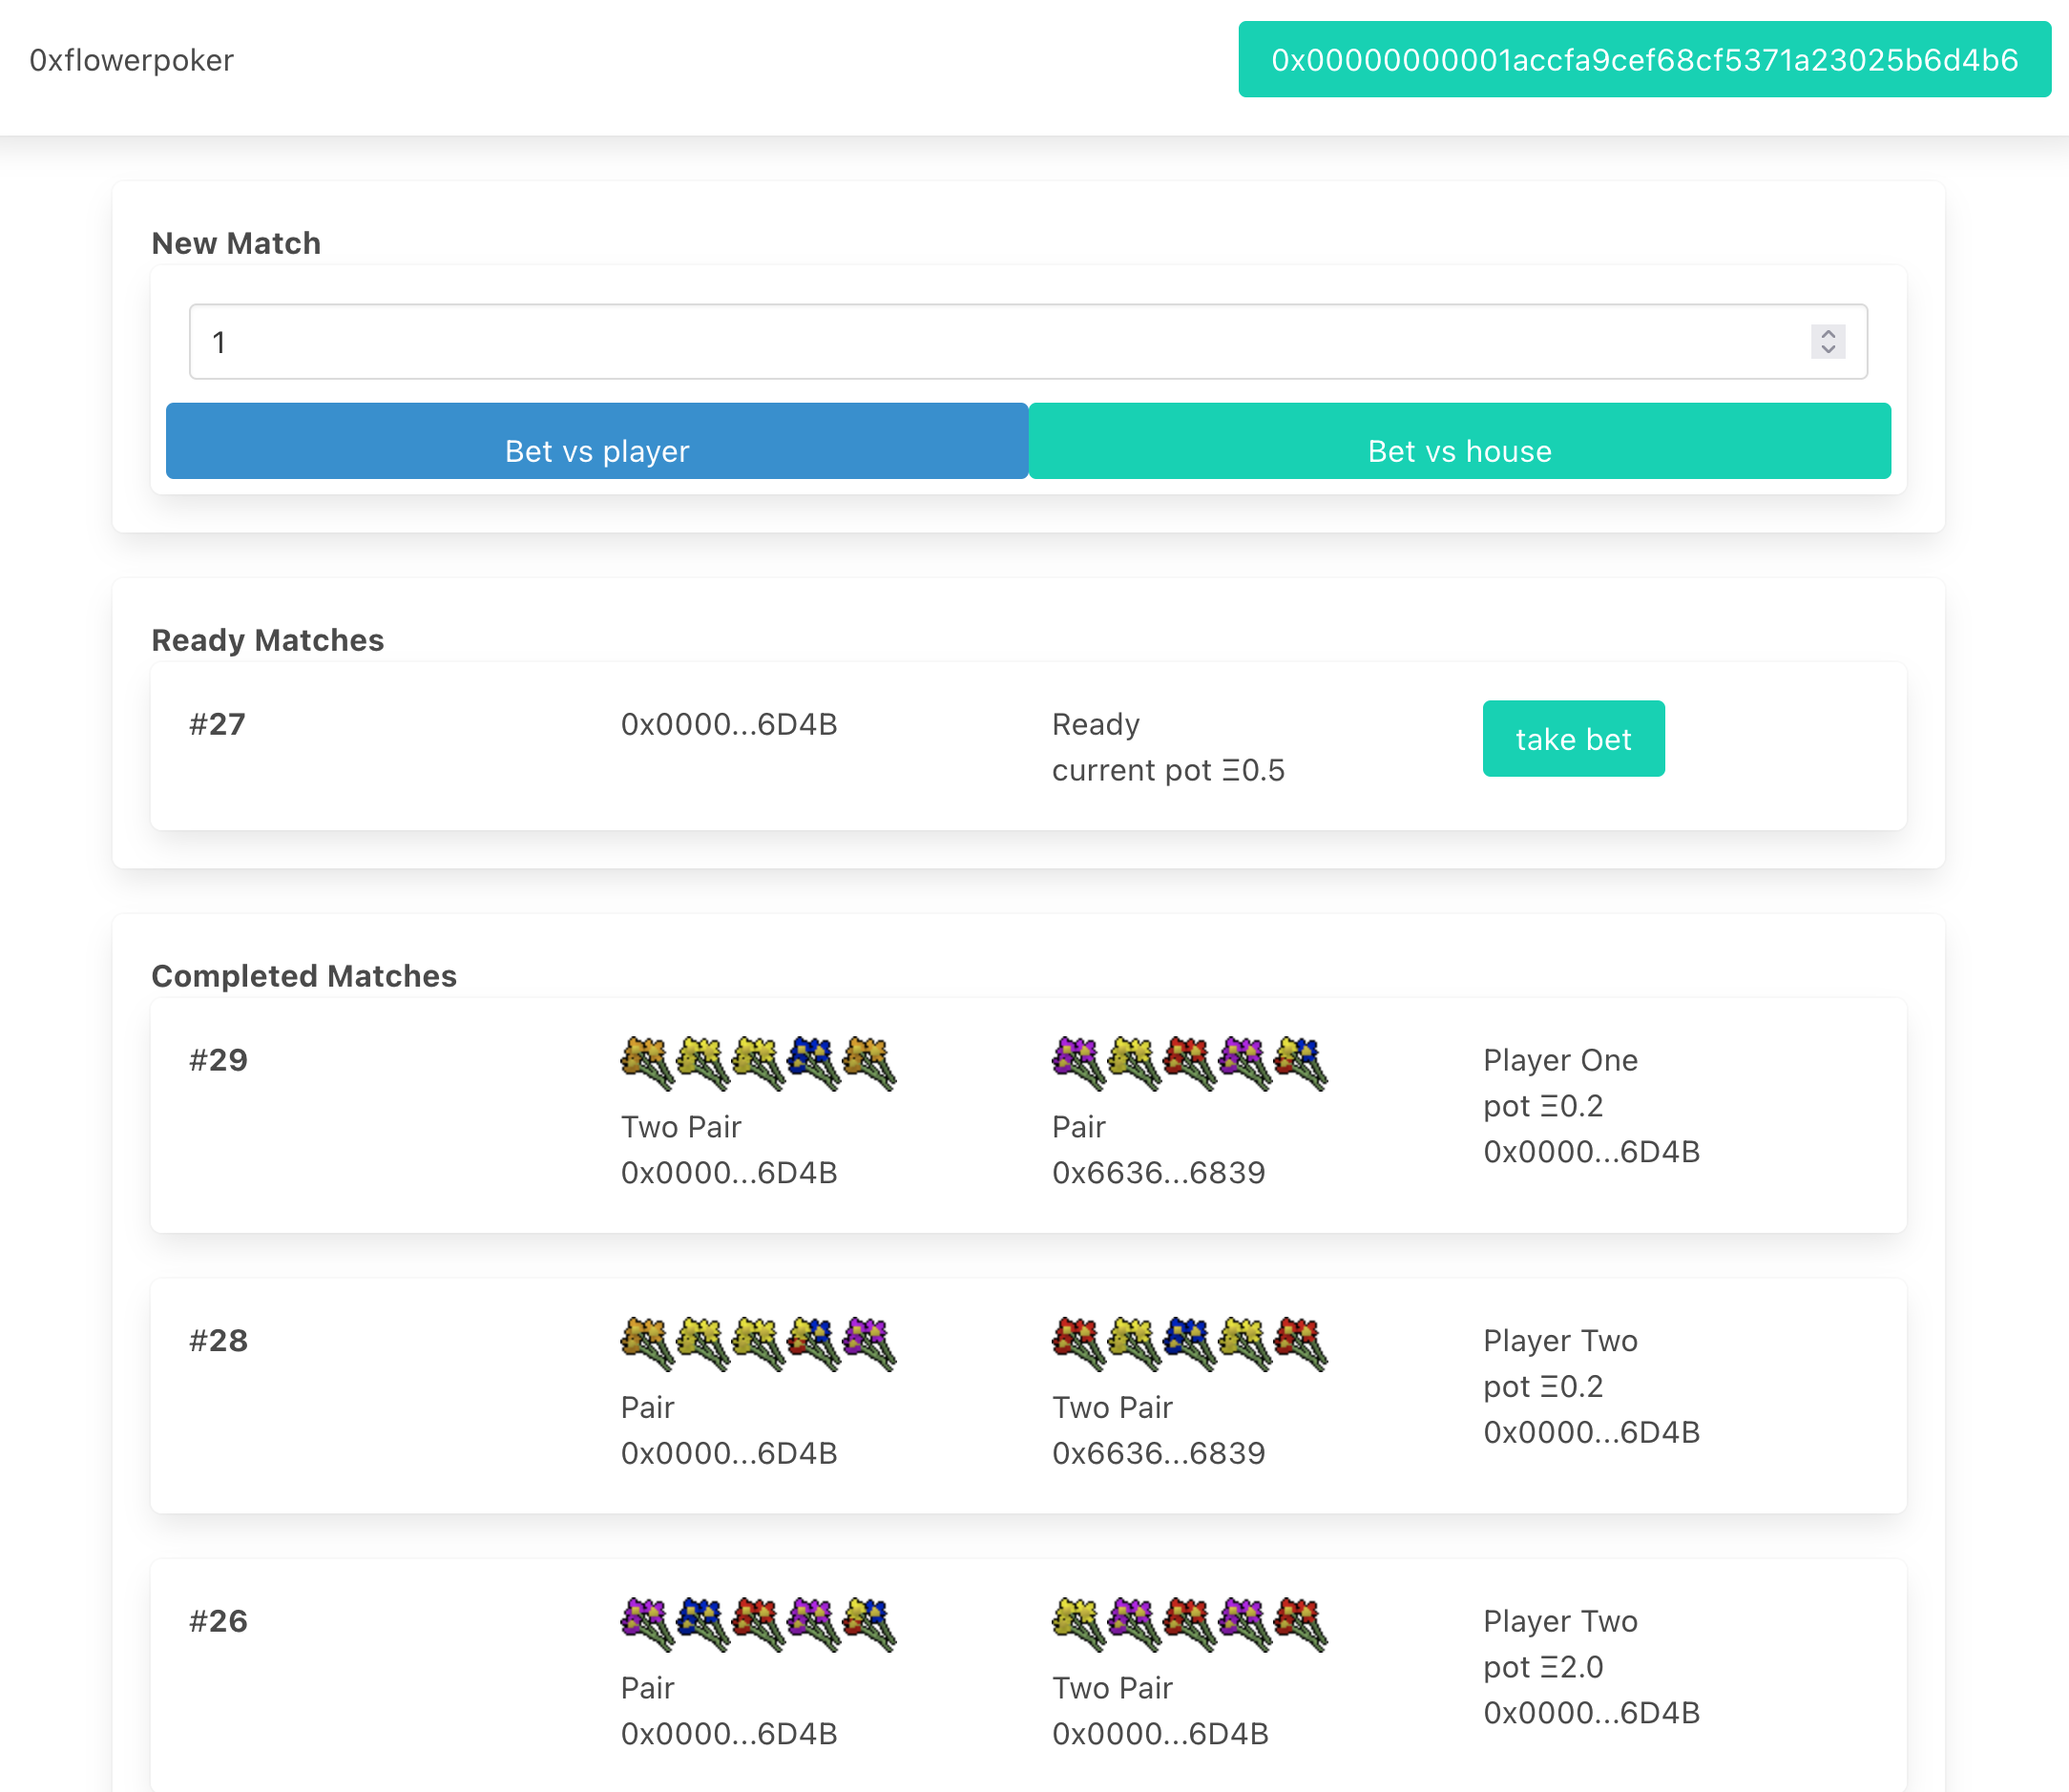 0xflowerpoker
0x00000000001accfa9cef68cf5371a23025b6d4b6
New Match
1
Bet vs player
Bet vs house
Ready Matches
#27
0x0000...6D4B
Ready
current pot Ξ0.5
take bet
Completed Matches
#29
Two Pair
0x0000...6D4B
Pair
0x6636...6839
Player One
pot Ξ0.2
0x0000...6D4B
#28
Pair
0x0000...6D4B
Two Pair
0x6636...6839
Player Two
pot Ξ0.2
0x0000...6D4B
#26
Pair
0x0000...6D4B
Two Pair
0x0000...6D4B
Player Two
pot Ξ2.0
0x0000...6D4B